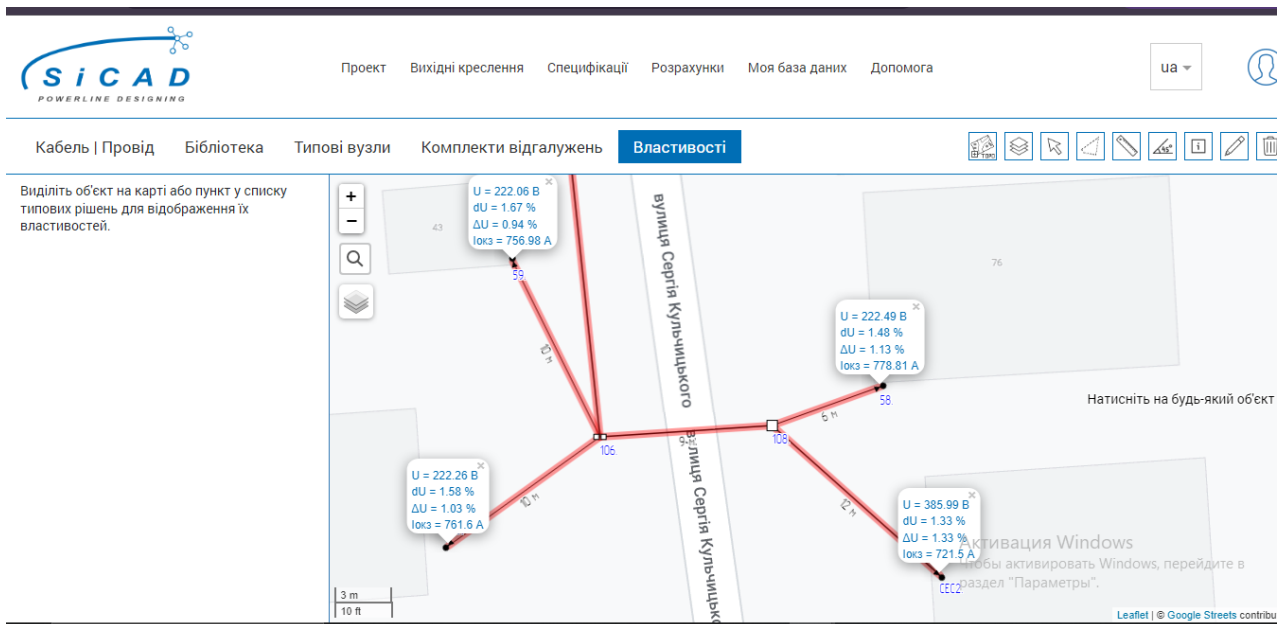 SiCAD
POWERLINE DESIGNING
Проект Вихідні креслення Специфікації Розрахунки Моя база даних Допомога
ua
Кабель | Провід Бібліотека Типові вузли Комплекти відгалужень Властивості
TOPO
45°
i
Виділіть об'єкт на карті або пункт у списку
типових рішень для відображення їх
властивостей.
+
−
43
U = 222.06 В
dU = 1.67 %
ΔU = 0.94 %
Iокз = 756.98 А
59.
10 м
вулиця Сергія Кульчицького
76
U = 222.49 В
dU = 1.48 %
ΔU = 1.13 %
Iокз = 778.81 А
58.
6 м
Натисніть на будь-який об'єкт
106.
108.
вулиця Сергія Кульчицько
U = 222.26 В
dU = 1.58 %
ΔU = 1.03 %
Iокз = 761.6 А
10 м
12 м
U = 385.99 В
dU = 1.33 %
ΔU = 1.33 %
Iокз = 721.5 А
СЕС2.
Активация Windows
Чтобы активировать Windows, перейдите в
раздел "Параметры".
3 m
10 ft
Leaflet | © Google Streets contribu